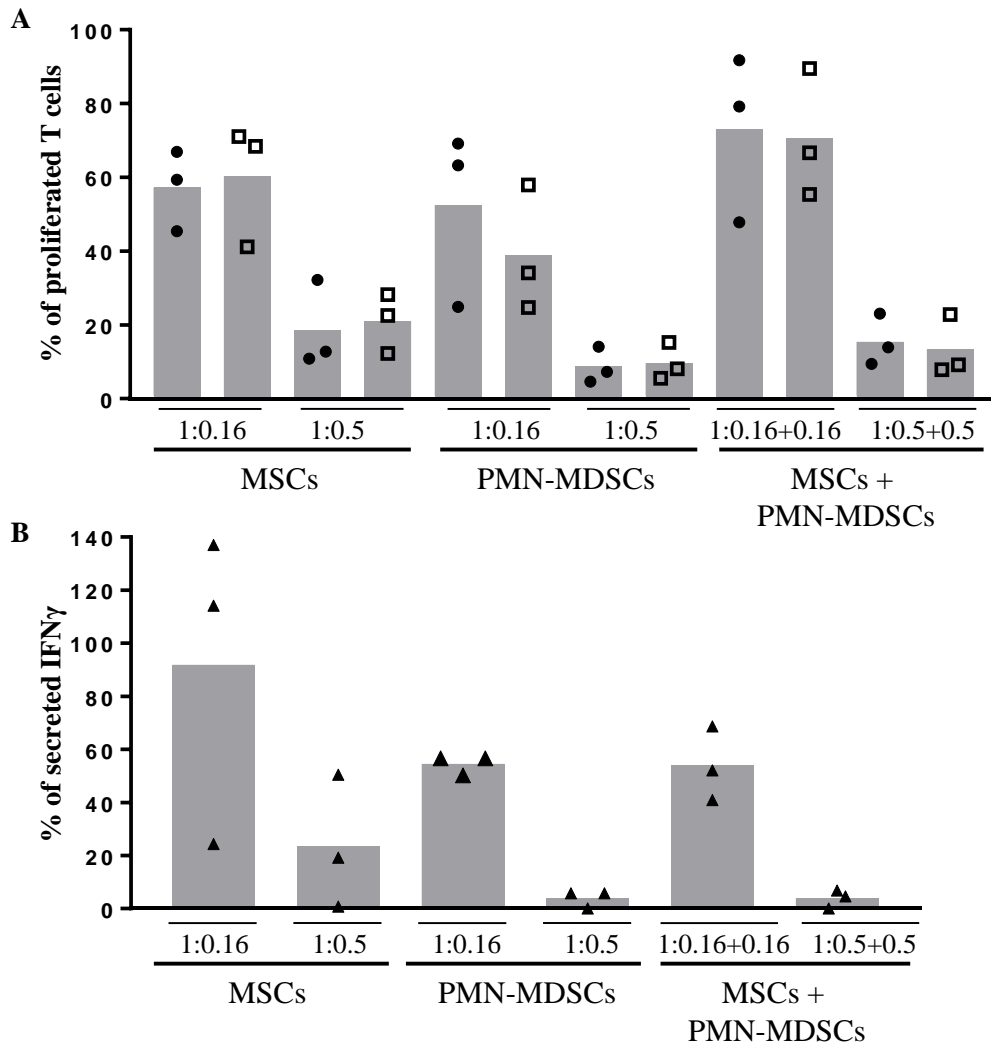 A
% of proliferated T cells
100
80
60
40
20
0
1:0.16 1:0.5 1:0.16 1:0.5 1:0.16+0.16 1:0.5+0.5
MSCs PMN-MDSCs MSCs +
PMN-MDSCs
B
% of secreted IFNγ
140
120
100
80
60
40
20
0
1:0.16 1:0.5 1:0.16 1:0.5 1:0.16+0.16 1:0.5+0.5
MSCs PMN-MDSCs MSCs +
PMN-MDSCs